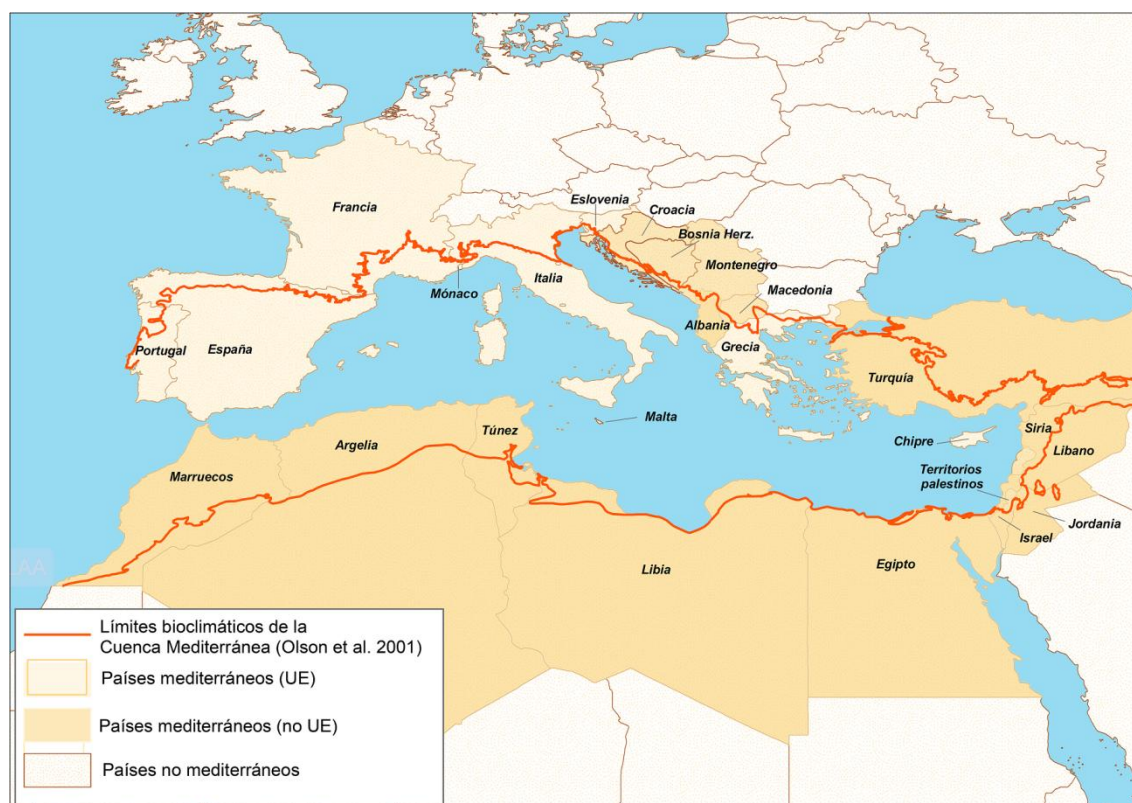 Eslovenia
Croacia
Francia
Bosnia Herz.
Montenegro
Italia
Mónaco
Macedonia
Albania
Portugal
España
Grecia
Turquía
Malta
Túnez
Chipre
Siria
Argelia
Libano
Marruecos
Territorios
palestinos
Jordania
Israel
Libia
Egipto
Límites bioclimáticos de la
Cuenca Mediterránea (Olson et al. 2001)
Países mediterráneos (UE)
Países mediterráneos (no UE)
Países no mediterráneos